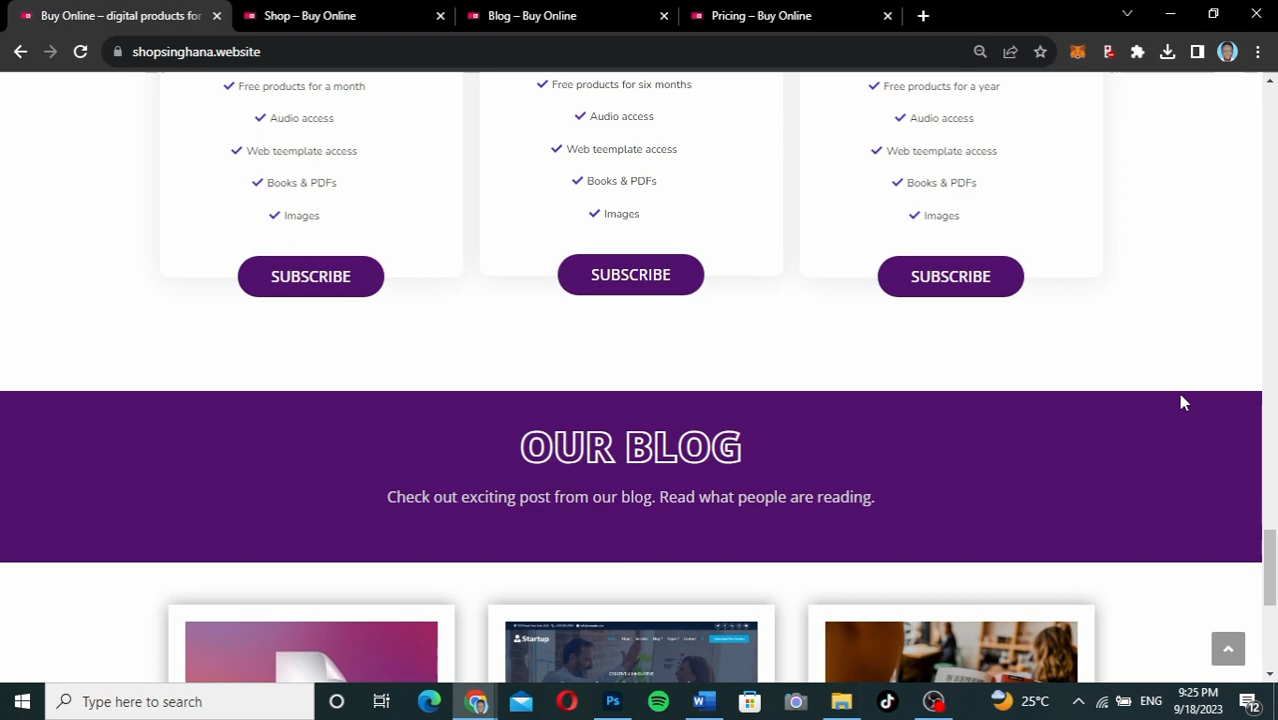 Buy Online – digital products for
Shop – Buy Online
Blog – Buy Online
Pricing – Buy Online
shopsinghana.website
Free products for a month
Audio access
Web teemplate access
Books & PDFs
Images
SUBSCRIBE
Free products for six months
Audio access
Web teemplate access
Books & PDFs
Images
SUBSCRIBE
Free products for a year
Audio access
Web teemplate access
Books & PDFs
Images
SUBSCRIBE
OUR BLOG
Check out exciting post from our blog. Read what people are reading.
Startup
Type here to search
25°C
ENG
9:25 PM
9/18/2023
12